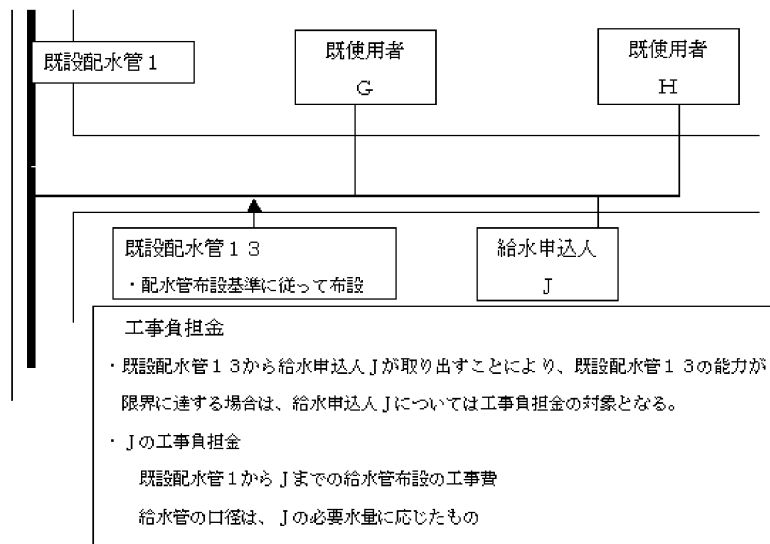 既設配水管１
既使用者
Ｇ
既使用者
Ｈ
既設配水管１３
・配水管布設基準に従って布設
給水申込人
Ｊ
工事負担金
・既設配水管１３から給水申込人Ｊが取り出すことにより、既設配水管１３の能力が
限界に達する場合は、給水申込人Ｊについては工事負担金の対象となる。
・Ｊの工事負担金
既設配水管１からＪまでの給水管布設の工事費
給水管の口径は、Ｊの必要水量に応じたもの